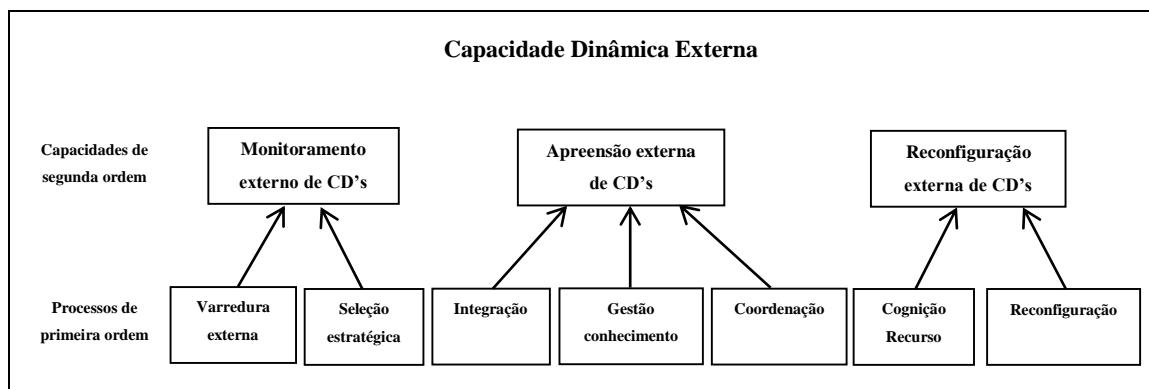 Capacidade Dinâmica Externa
Capacidades de
segunda ordem
Monitoramento
externo de CD’s
Apreensão externa
de CD’s
Reconfiguração
externa de CD’s
Processos de
primeira ordem
Varredura
externa
Seleção
estratégica
Integração
Gestão
conhecimento
Coordenação
Cognição
Recurso
Reconfiguração